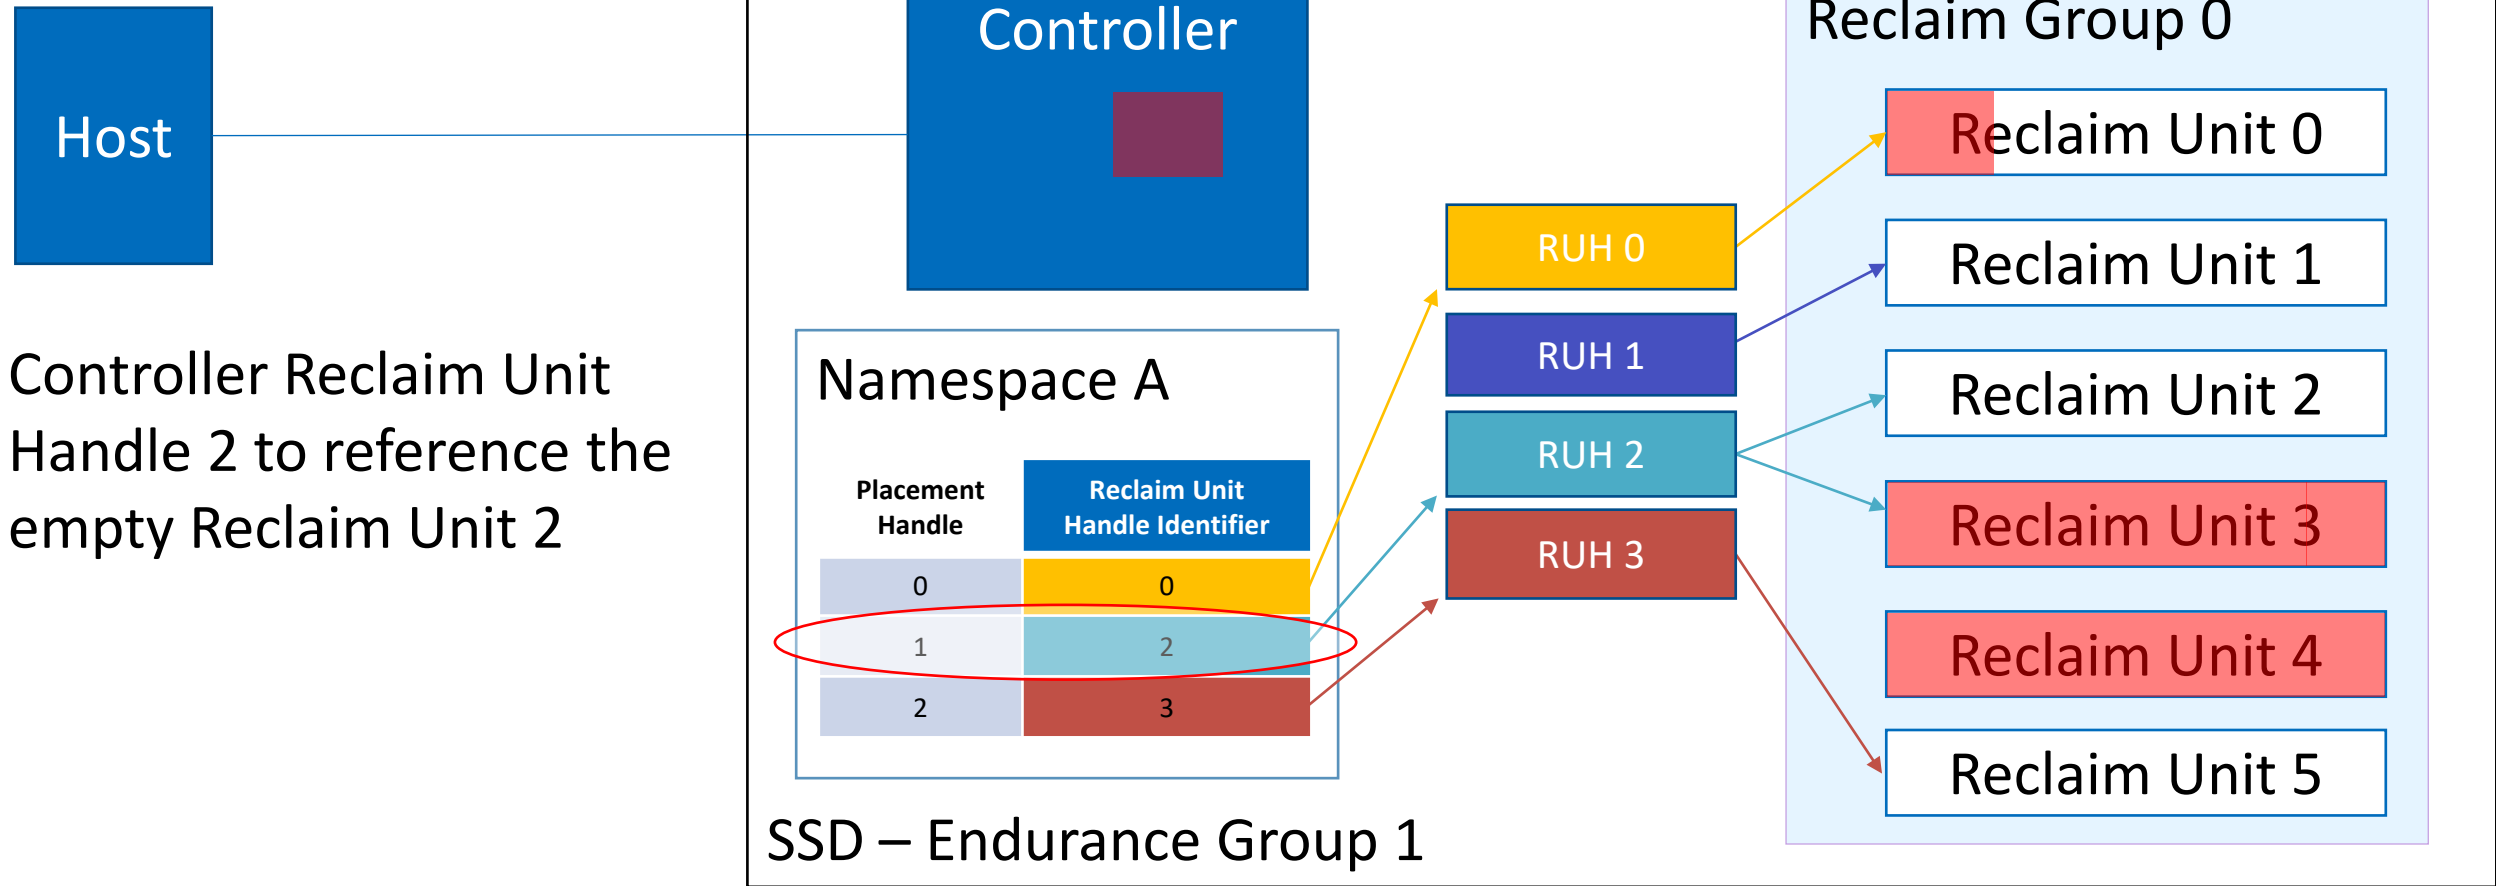 Host
Controller
Controller Reclaim Unit
Handle 2 to reference the
empty Reclaim Unit 2
Namespace A
Placement
Handle
Reclaim Unit
Handle Identifier
0
0
1
2
2
3
SSD – Endurance Group 1
RUH 0
RUH 1
RUH 2
RUH 3
Reclaim Group 0
Reclaim Unit 0
Reclaim Unit 1
Reclaim Unit 2
Reclaim Unit 3
Reclaim Unit 4
Reclaim Unit 5